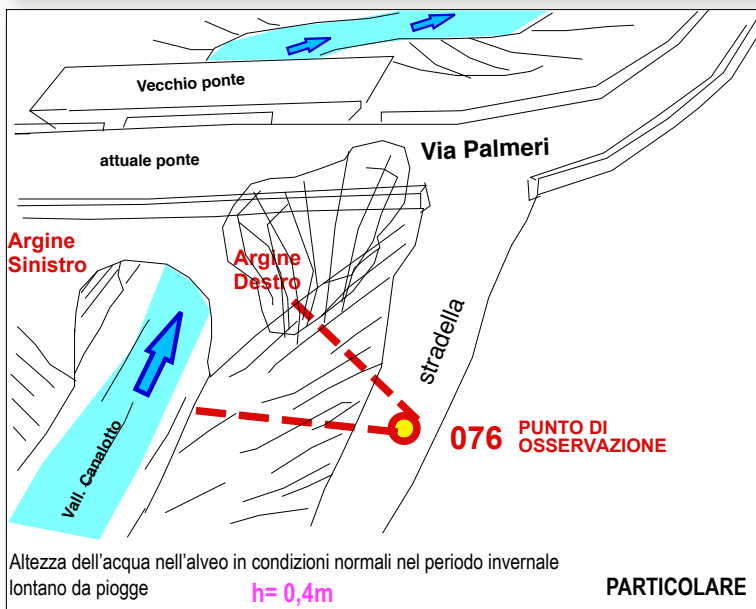 Vecchio ponte
attuale ponte
Via Palmeri
Argine
Sinistro
Argine
Destro
stradella
Vall. Canalotto
076
PUNTO DI
OSSERVAZIONE
Altezza dell'acqua nell'alveo in condizioni normali nel periodo invernale
lontano da piogge
h= 0,4m
PARTICOLARE